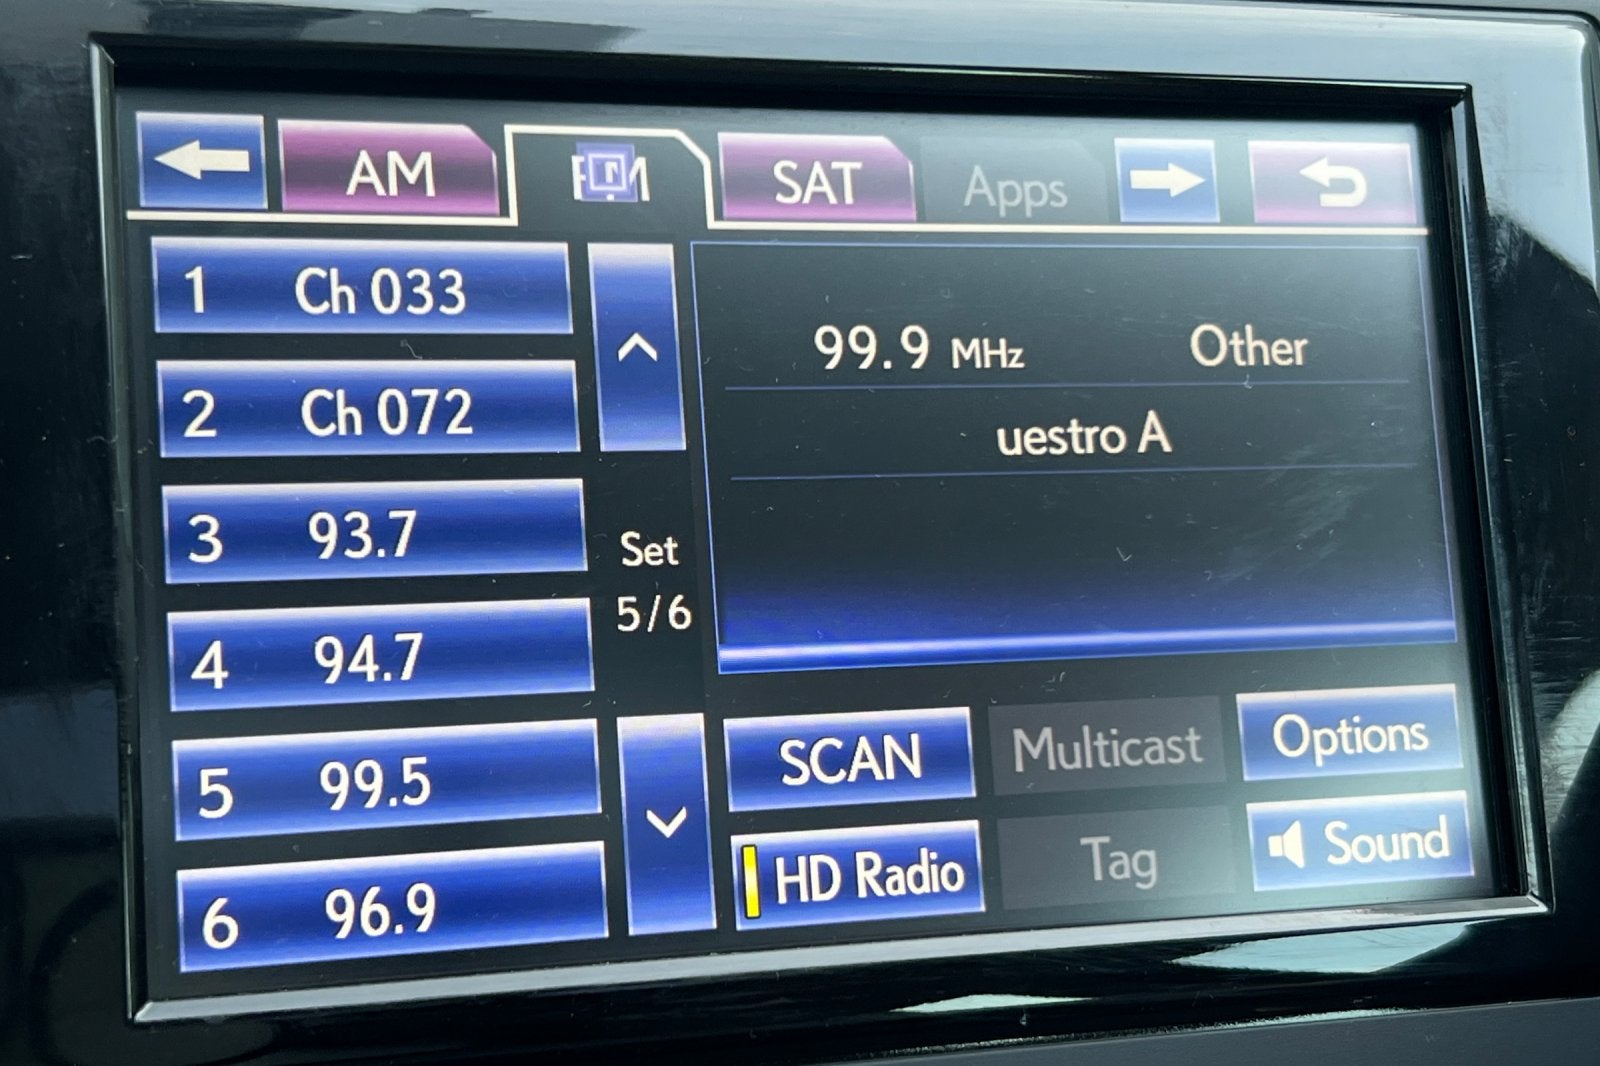 AM FM SAT Apps
1 Ch 033
2 Ch 072
3 93.7
4 94.7
5 99.5
6 96.9
Set
5/6
99.9 MHz Other
uestro A
SCAN Multicast Options
HD Radio Tag Sound